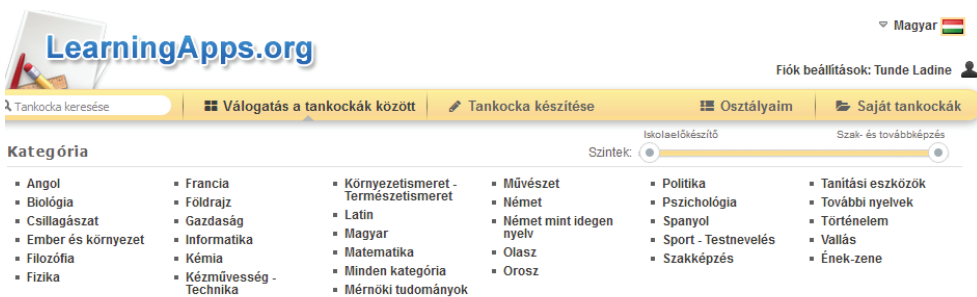 Magyar
LearningApps.org
Fiók beállítások: Tunde Ladine
Tankocka keresése
Válogatás a tankockák között
Tankocka készítése
Osztályaim
Saját tankockák
Iskolaelőkészítő
Szak- és továbbképzés
Kategória
Szintek:
Angol
Biológia
Csillagászat
Ember és környezet
Filozófia
Fizika
Francia
Földrajz
Gazdaság
Informatika
Kémia
Kézművesség -
Technika
Környezetismeret -
Természetismeret
Latin
Magyar
Matematika
Minden kategória
Mérnöki tudományok
Művészet
Német
Német mint idegen
nyelv
Olasz
Orosz
Politika
Pszichológia
Spanyol
Sport - Testnevelés
Szakképzés
Tanítási eszközök
További nyelvek
Történelem
Vallás
Ének-zene